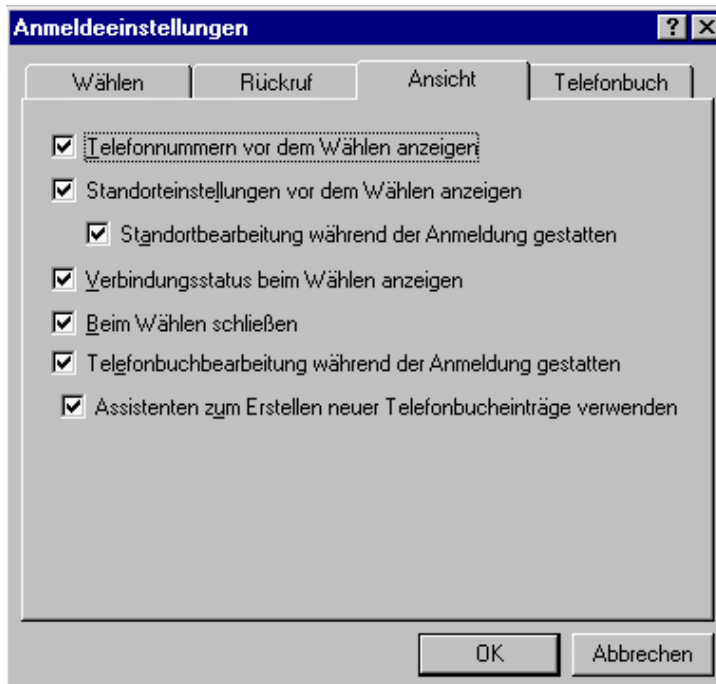 Anmeldeeinstellungen
Wählen Rückruf Ansicht Telefonbuch
Telefonnummern vor dem Wählen anzeigen
Standorteinstellungen vor dem Wählen anzeigen
Standortbearbeitung während der Anmeldung gestatten
Verbindungsstatus beim Wählen anzeigen
Beim Wählen schließen
Telefonbuchbearbeitung während der Anmeldung gestatten
Assistenten zum Erstellen neuer Telefonbucheinträge verwenden
OK Abbrechen